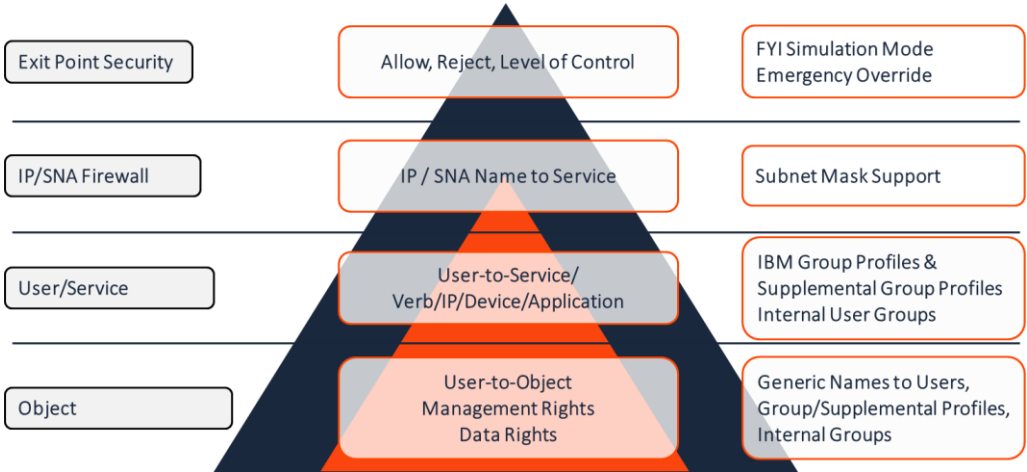 Exit Point Security
Allow, Reject, Level of Control
FYI Simulation Mode
Emergency Override
IP/SNA Firewall
IP / SNA Name to Service
Subnet Mask Support
User/Service
User-to-Service/
Verb/IP/Device/Application
IBM Group Profiles &
Supplemental Group Profiles
Internal User Groups
Object
User-to-Object
Management Rights
Data Rights
Generic Names to Users,
Group/Supplemental Profiles,
Internal Groups